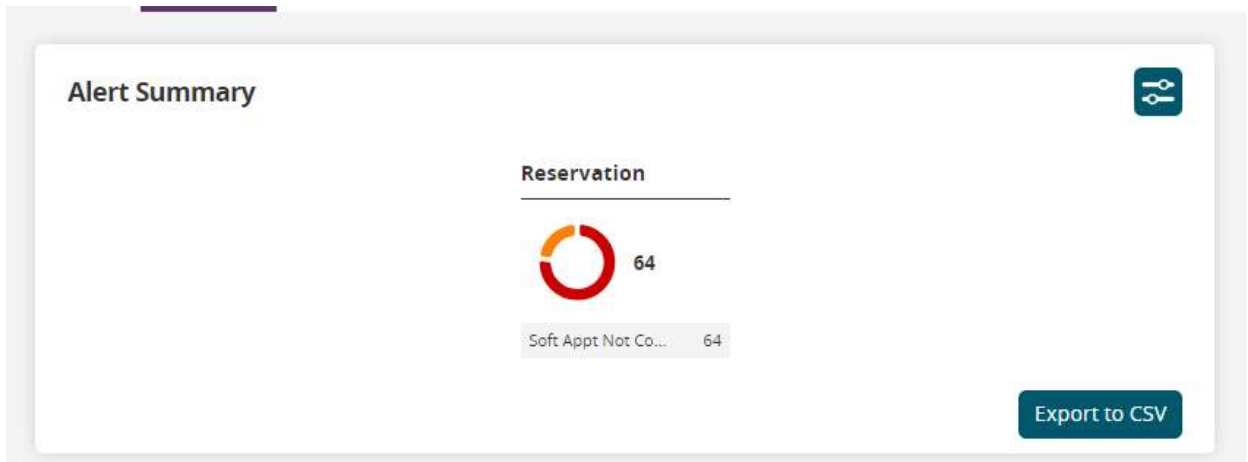 Alert Summary
Reservation
64
Soft Appt Not Co... 64
Export to CSV